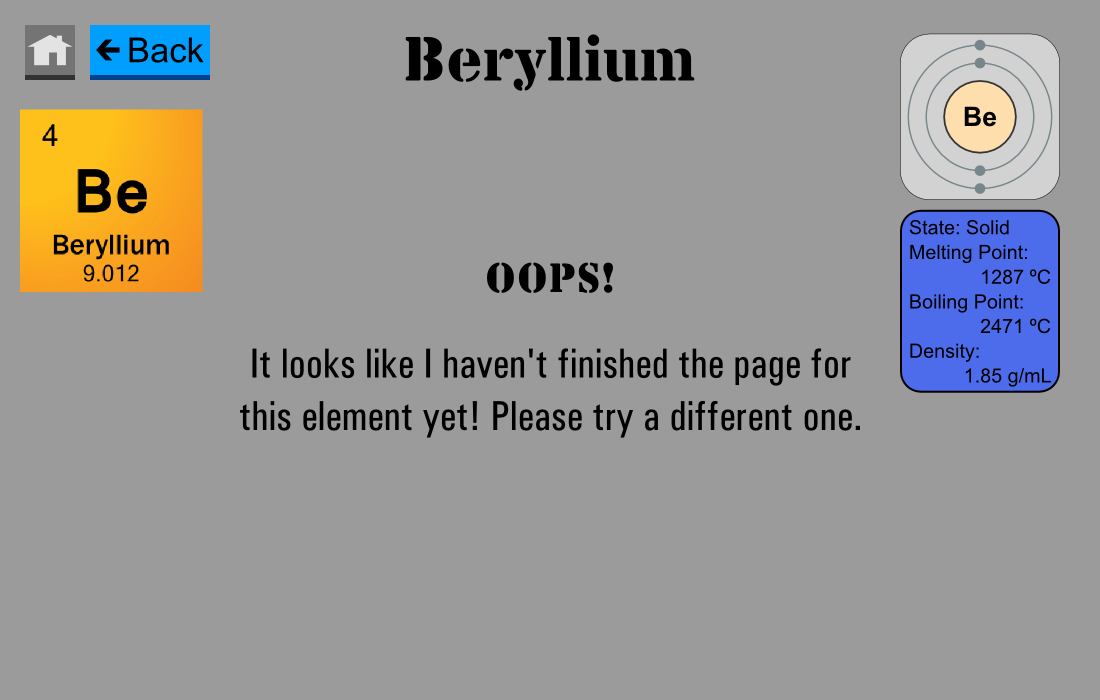 ← Back
Beryllium
4
Be
Beryllium
9.012
Be
State: Solid
Melting Point:
1287 ºC
Boiling Point:
2471 ºC
Density:
1.85 g/mL
OOPS!
It looks like I haven't finished the page for
this element yet! Please try a different one.